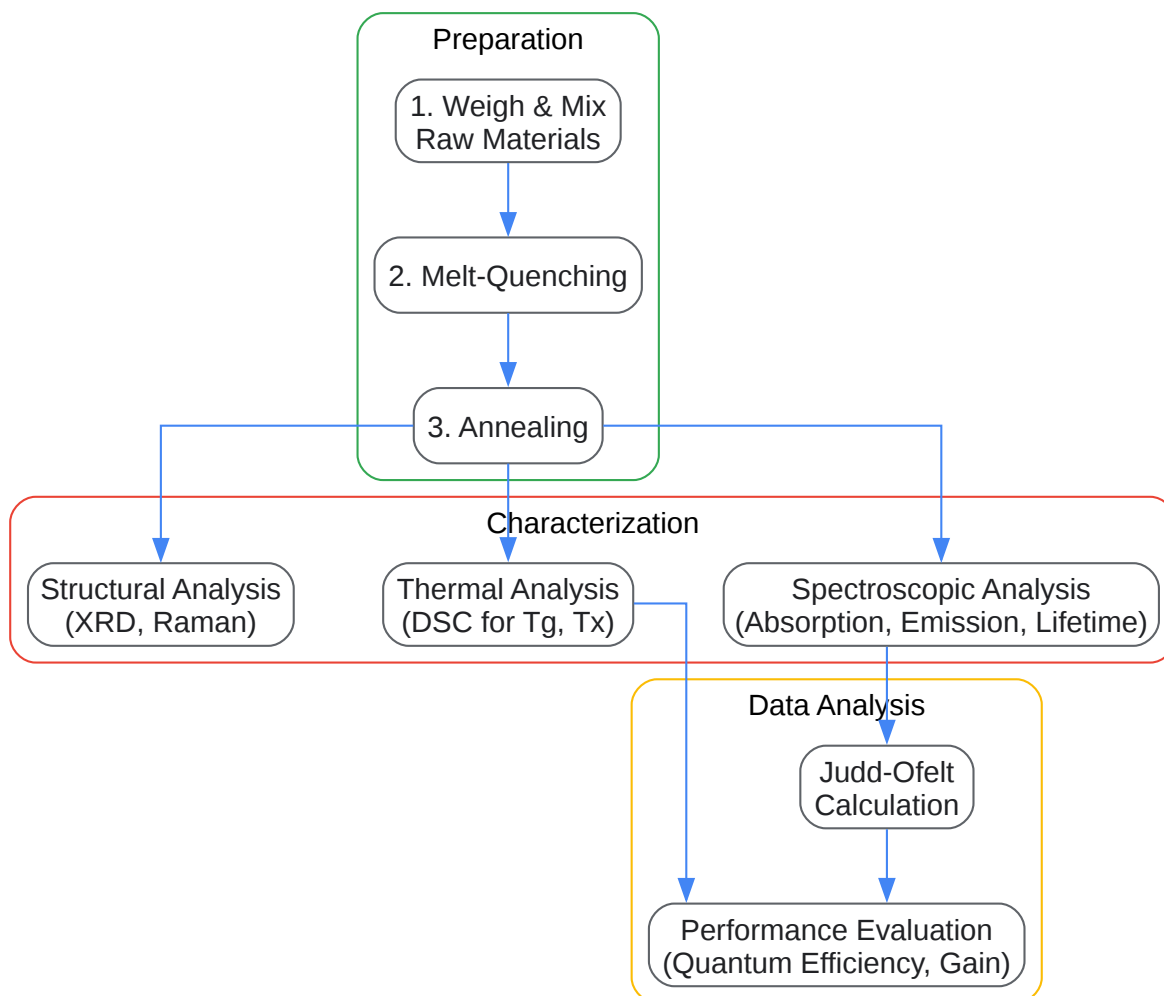 Preparation
1. Weigh & Mix
Raw Materials
2. Melt-Quenching
3. Annealing
Characterization
Structural Analysis
(XRD, Raman)
Thermal Analysis
(DSC for Tg, Tx)
Spectroscopic Analysis
(Absorption, Emission, Lifetime)
Data Analysis
Judd-Ofelt
Calculation
Performance Evaluation
(Quantum Efficiency, Gain)